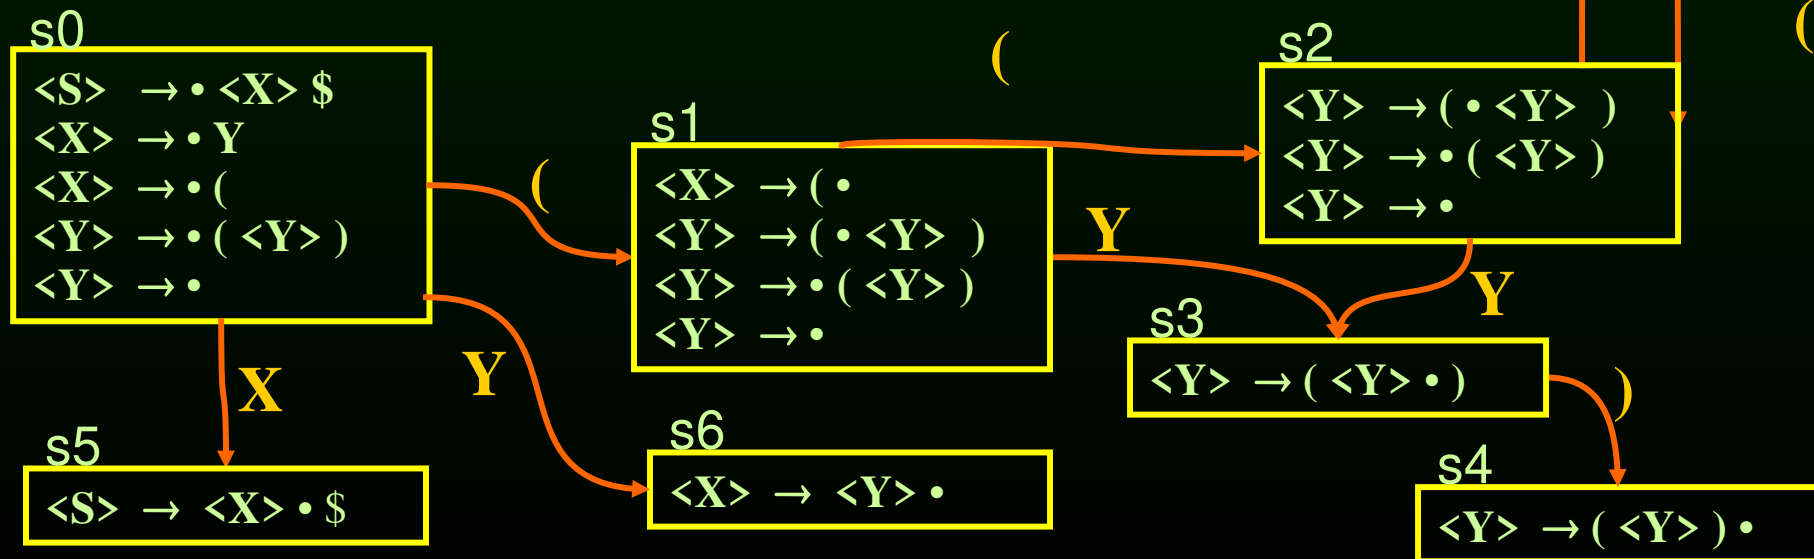 s0
<S> → • <X> $
<X> → • Y
<X> → • (
<Y> → • ( <Y> )
<Y> → •
(
X
Y
s1
<X> → ( •
<Y> → ( • <Y> )
<Y> → • ( <Y> )
<Y> → •
(
Y
s2
<Y> → ( • <Y> )
<Y> → • ( <Y> )
<Y> → •
(
Y
s3
<Y> → ( <Y> • )
)
s4
<Y> → ( <Y> ) •
s5
<S> → <X> • $
s6
<X> → <Y> •